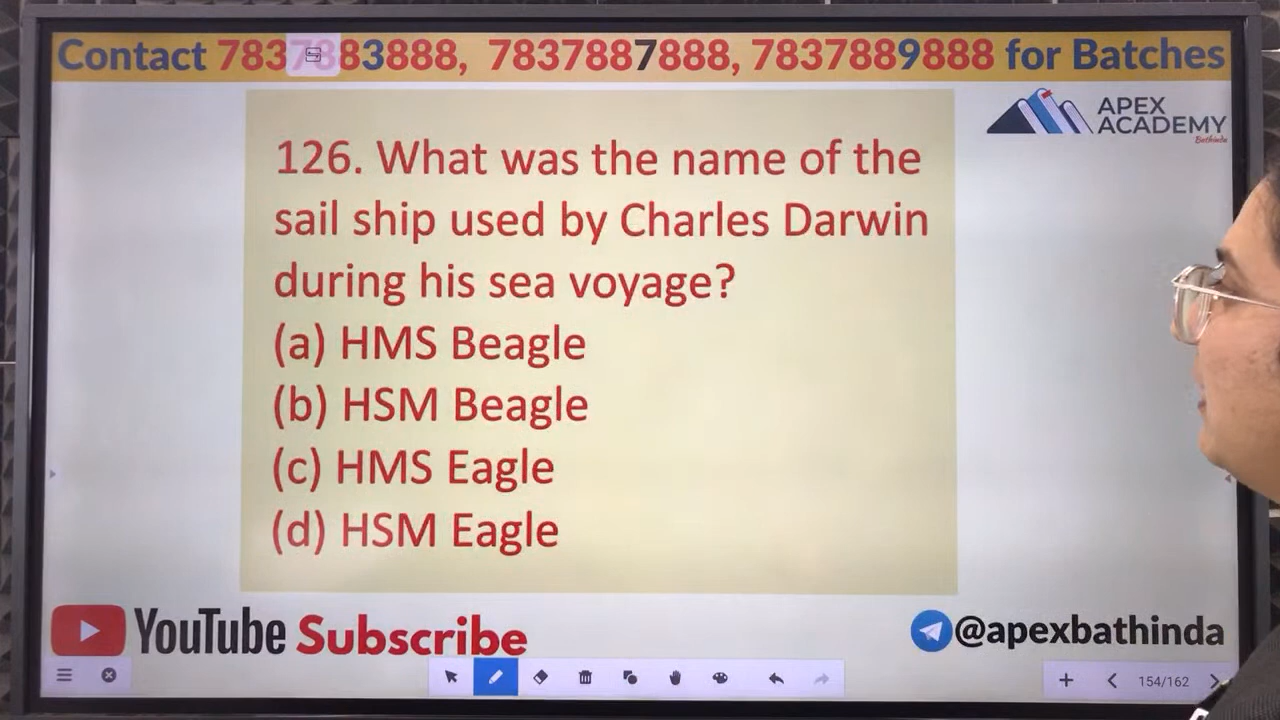 Contact 7837883888, 7837887888, 7837889888 for Batches
APEX
ACADEMY
Bathinda
126. What was the name of the
sail ship used by Charles Darwin
during his sea voyage?
(a) HMS Beagle
(b) HSM Beagle
(c) HMS Eagle
(d) HSM Eagle
YouTube Subscribe
@apexbathinda
154/162